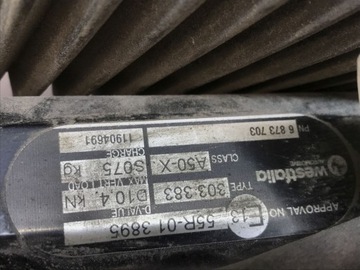 westfalia
APPROVAL NO. E13 55R-01 3895
TYPE 303 383
D-VALUE D10,4 kN
CLASS A50-X
MAX VERT.LOAD S075 kg
CHARGE
PN 6 873 703
11904691